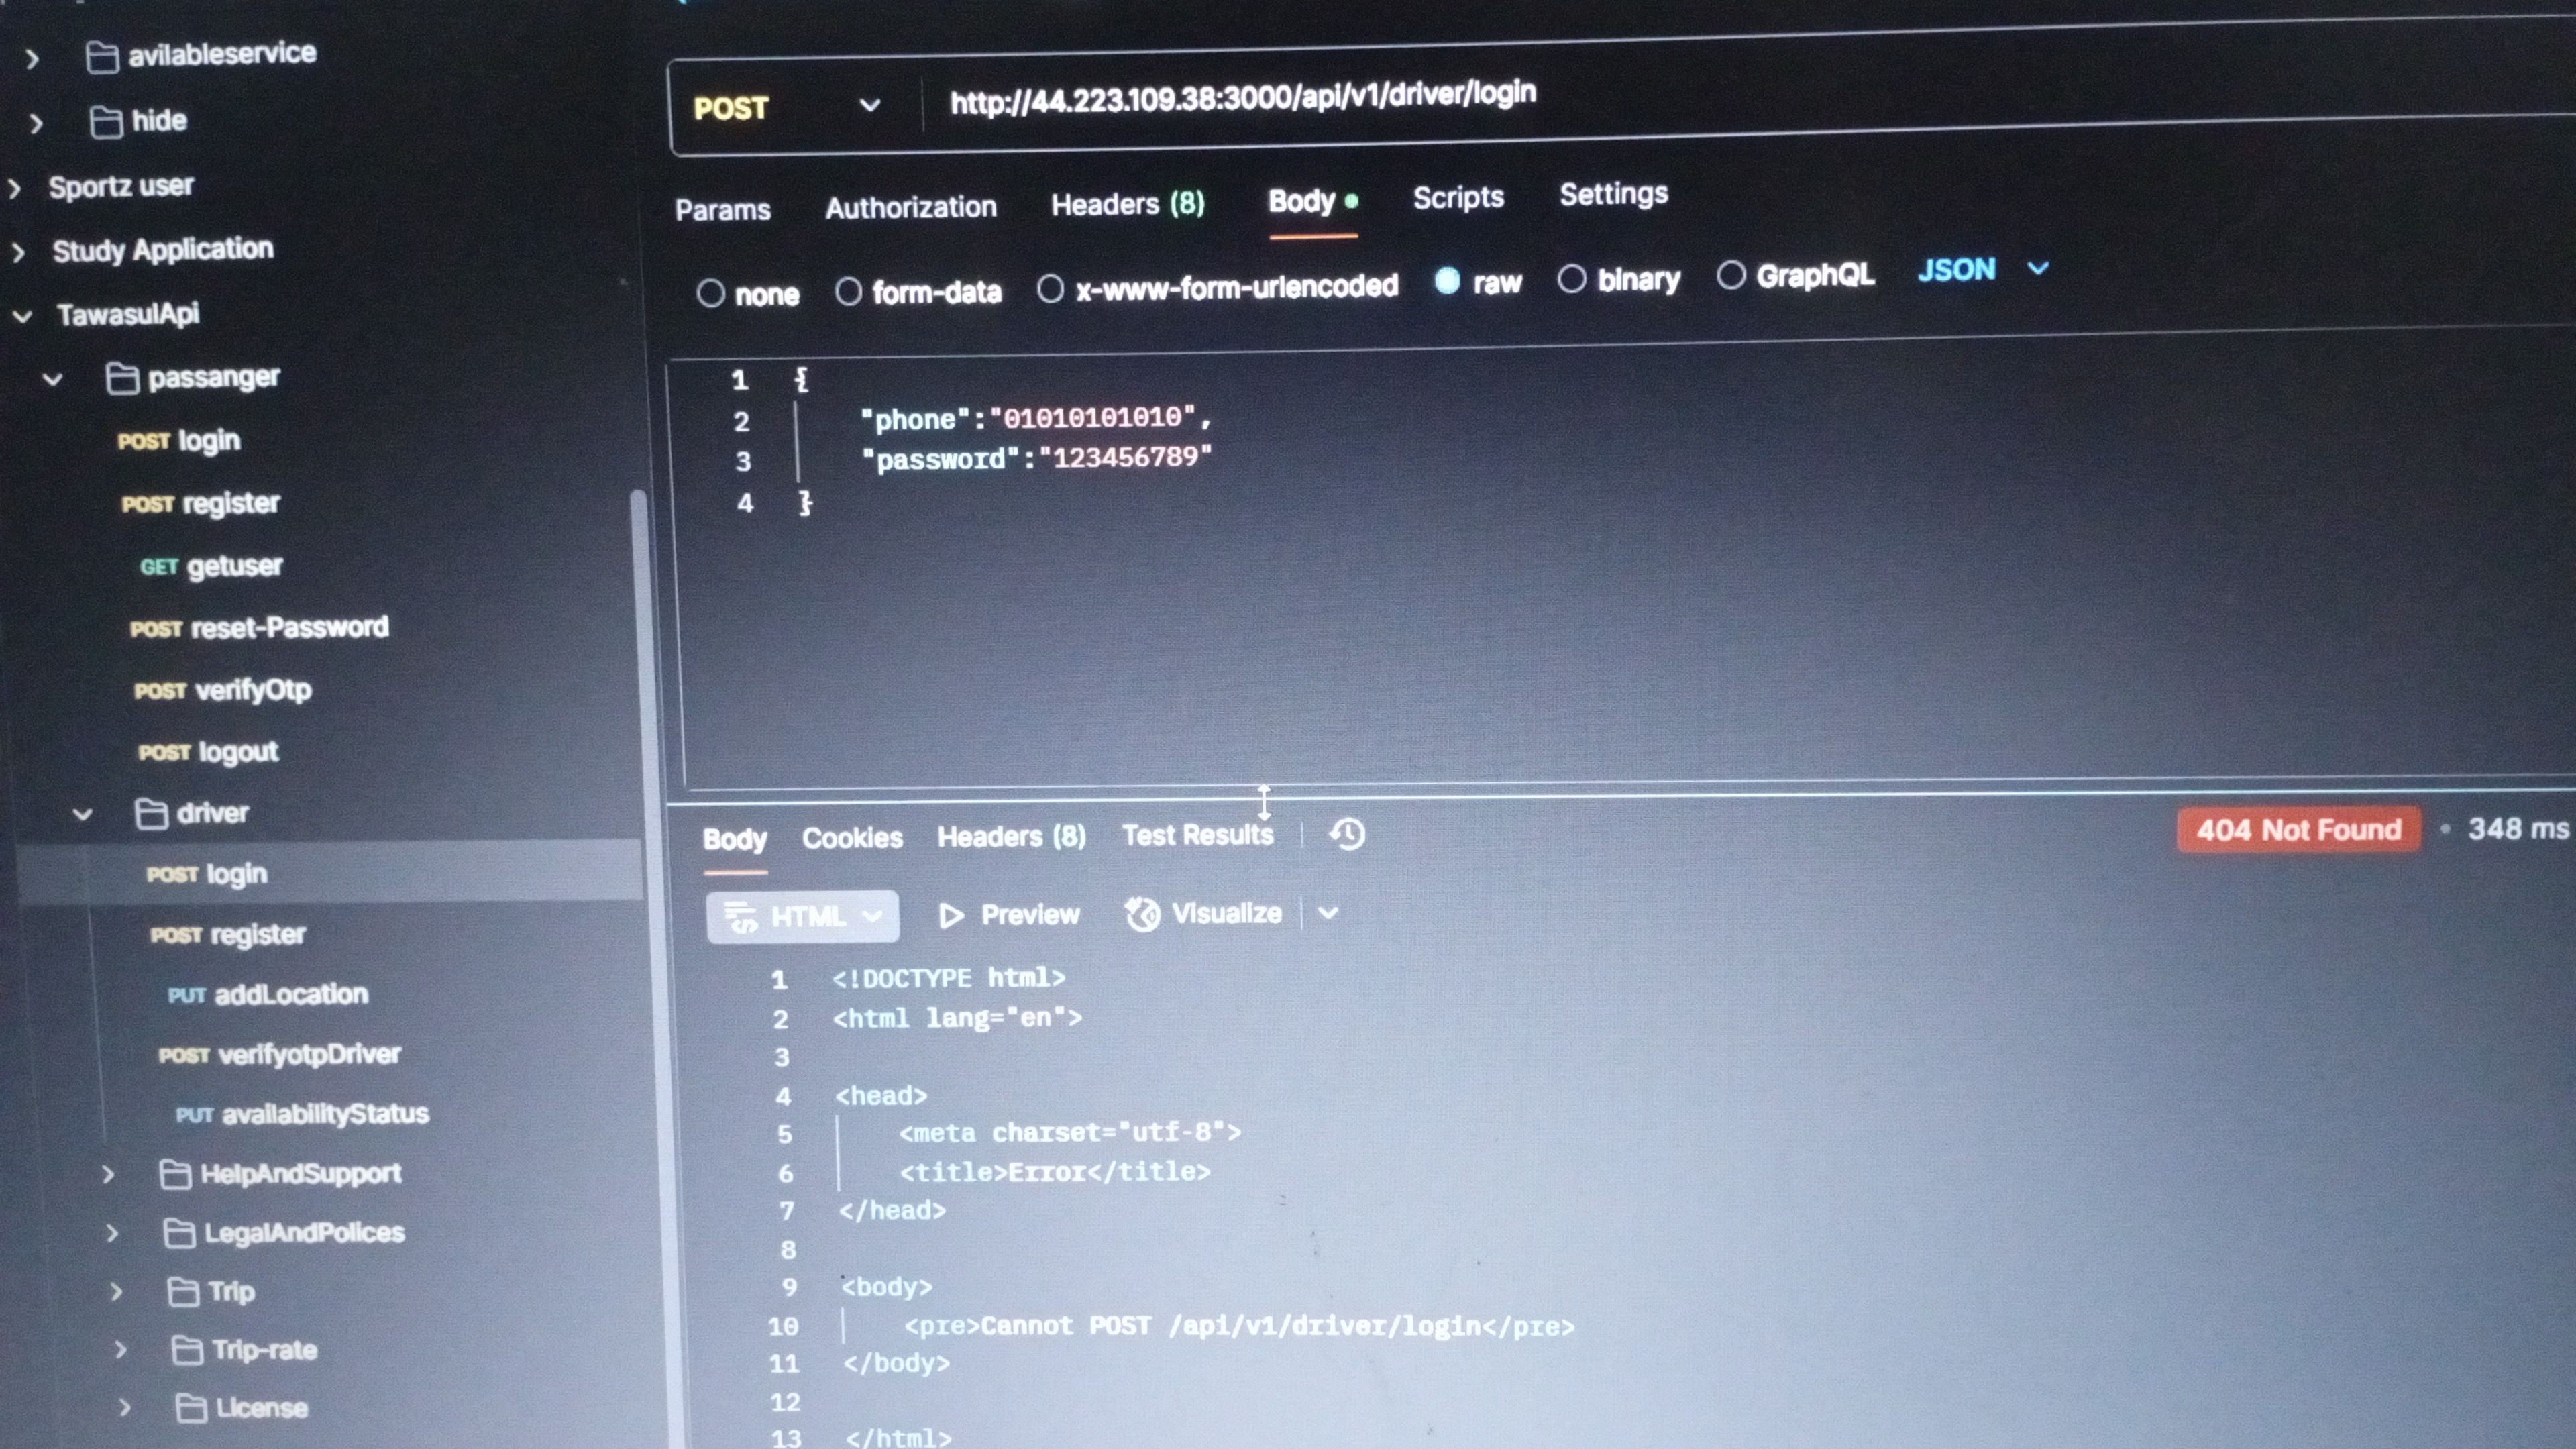 avilableservice
hide
Sportz user
Study Application
TawasulApi
passanger
POST login
POST register
GET getuser
POST reset-Password
POST verifyOtp
POST logout
driver
POST login
POST register
PUT addLocation
POST verifyotpDriver
PUT availabilityStatus
HelpAndSupport
LegalAndPolices
Trip
Trip-rate
License
POST http://44.223.109.38:3000/api/v1/driver/login
Params Authorization Headers (8) Body Scripts Settings
none form-data x-www-form-urlencoded raw binary GraphQL JSON
1 {
2 "phone":"01010101010",
3 "password":"123456789"
4 }
Body Cookies Headers (8) Test Results 404 Not Found • 348 ms
HTML Preview Visualize
1 <!DOCTYPE html>
2 <html lang="en">
3
4 <head>
5 <meta charset="utf-8">
6 <title>Error</title>
7 </head>
8
9 <body>
10 <pre>Cannot POST /api/v1/driver/login</pre>
11 </body>
12
13 </html>